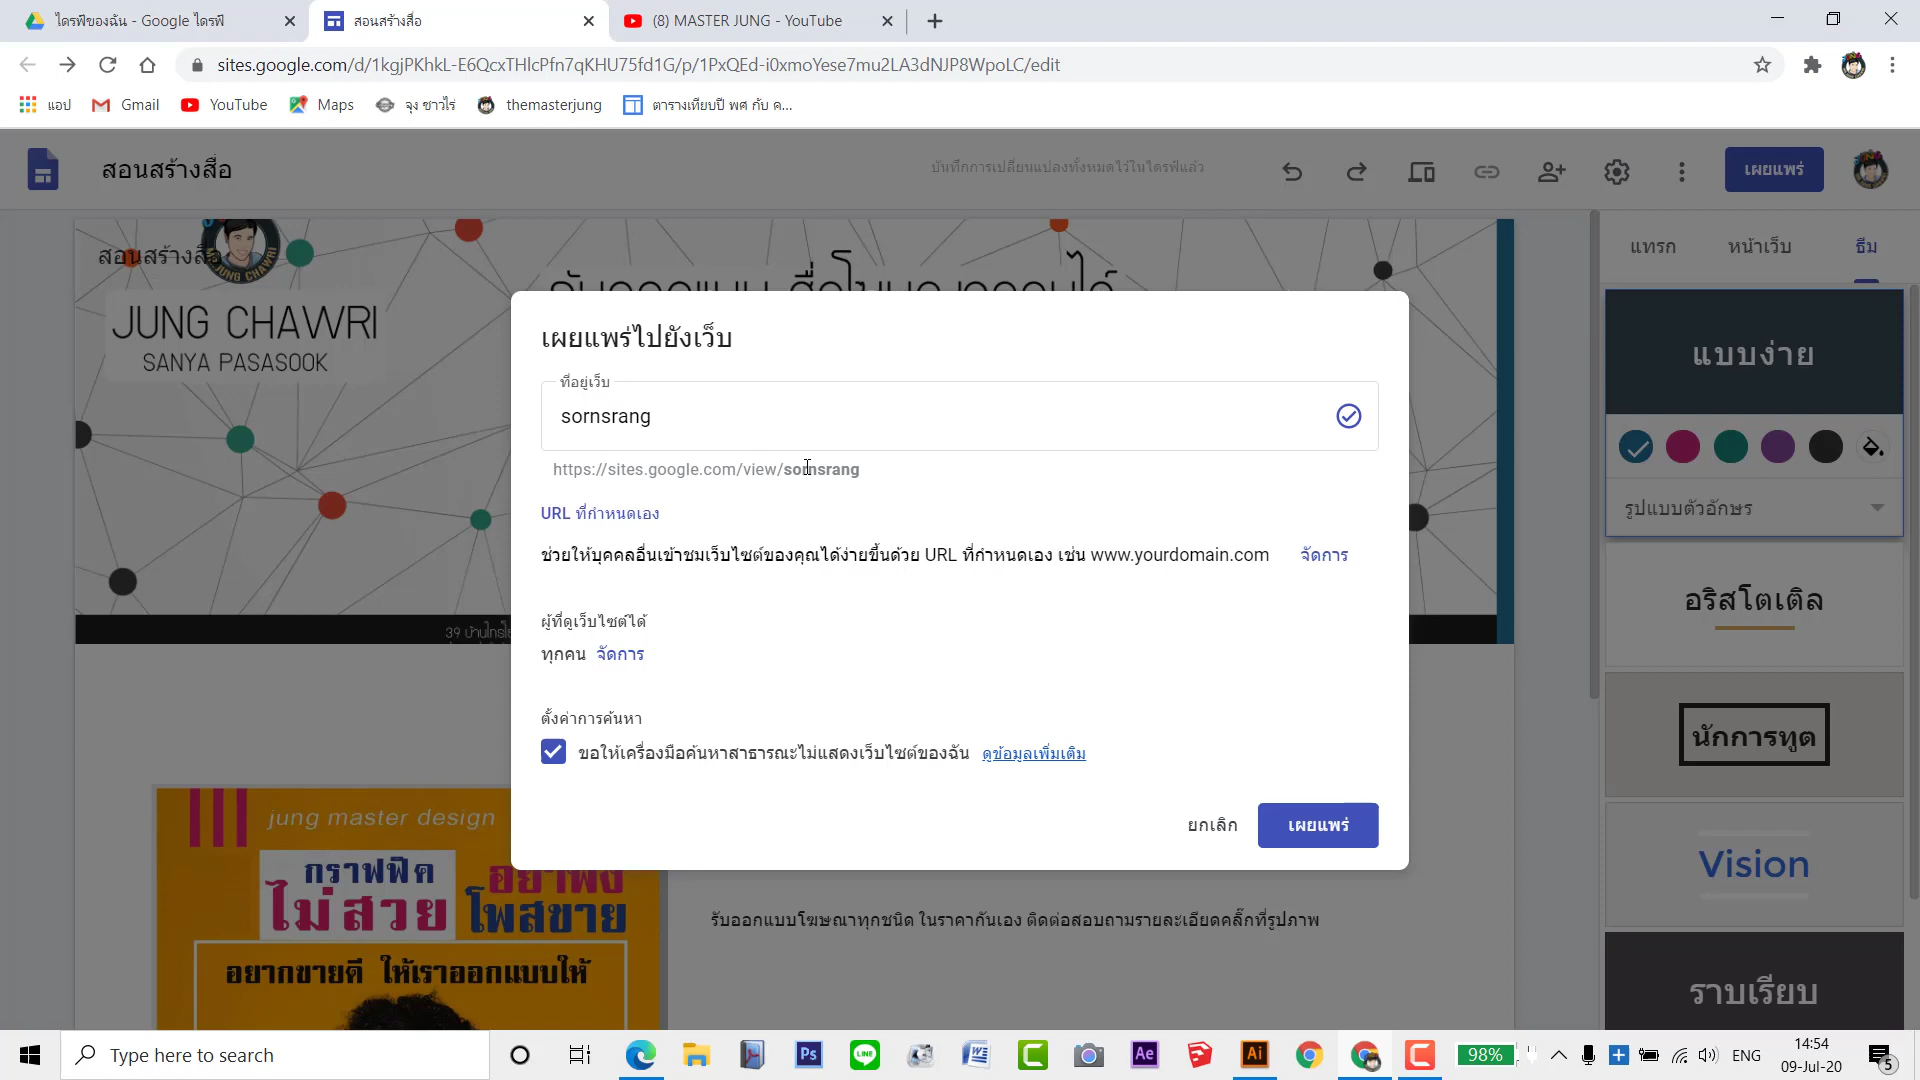 ไดรฟ์ของฉัน - Google ไดรฟ์
สอนสร้างสื่อ
(8) MASTER JUNG - YouTube
sites.google.com/d/1kgjPKhkL-E6QcxTHlcPfn7qKHU75fd1G/p/1PxQEd-i0xmoYese7mu2LA3dNJP8WpoLC/edit
แอป
Gmail
YouTube
Maps
จุง ชาวไร่
themasterjung
ตารางเทียบปี พศ กับ ค...
สอนสร้างสื่อ
บันทึกการเปลี่ยนแปลงทั้งหมดไว้ในไดรฟ์แล้ว
เผยแพร่
สอนสร้างสื่อ
JUNG CHAWRI
SANYA PASASOOK
แทรก
หน้าเว็บ
ธีม
แบบง่าย
รูปแบบตัวอักษร
อริสโตเติล
นักการทูต
Vision
ราบเรียบ
เผยแพร่ไปยังเว็บ
ที่อยู่เว็บ
sornsrang
https://sites.google.com/view/sornsrang
URL ที่กำหนดเอง
ช่วยให้บุคคลอื่นเข้าชมเว็บไซต์ของคุณได้ง่ายขึ้นด้วย URL ที่กำหนดเอง เช่น www.yourdomain.com
จัดการ
ผู้ที่ดูเว็บไซต์ได้
ทุกคน จัดการ
ตั้งค่าการค้นหา
ขอให้เครื่องมือค้นหาสาธารณะไม่แสดงเว็บไซต์ของฉัน ดูข้อมูลเพิ่มเติม
ยกเลิก
เผยแพร่
jung master design
กราฟฟิค
ไม่สวย
อย่าพึ่ง
โพสขาย
อยากขายดี ให้เราออกแบบให้
รับออกแบบโฆษณาทุกชนิด ในราคากันเอง ติดต่อสอบถามรายละเอียดคลิ๊กที่รูปภาพ
Type here to search
98%
ENG
14:54
09-Jul-20
5